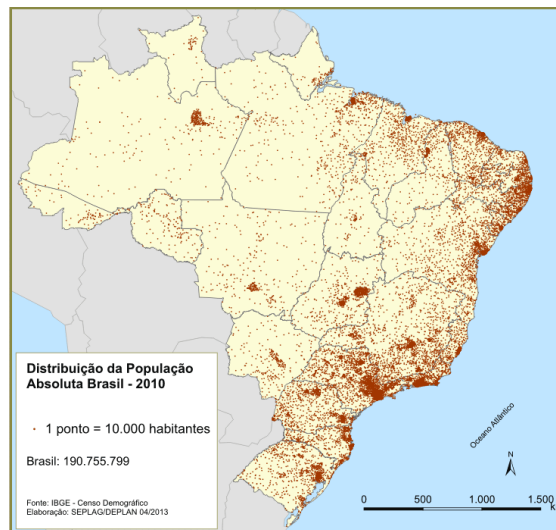 Distribuição da População
Absoluta Brasil - 2010
1 ponto = 10.000 habitantes
Brasil: 190.755.799
Fonte: IBGE - Censo Demográfico
Elaboração: SEPLAG/DEPLAN 04/2013
Oceano Atlântico
N
0 500 1.000 1.500
k